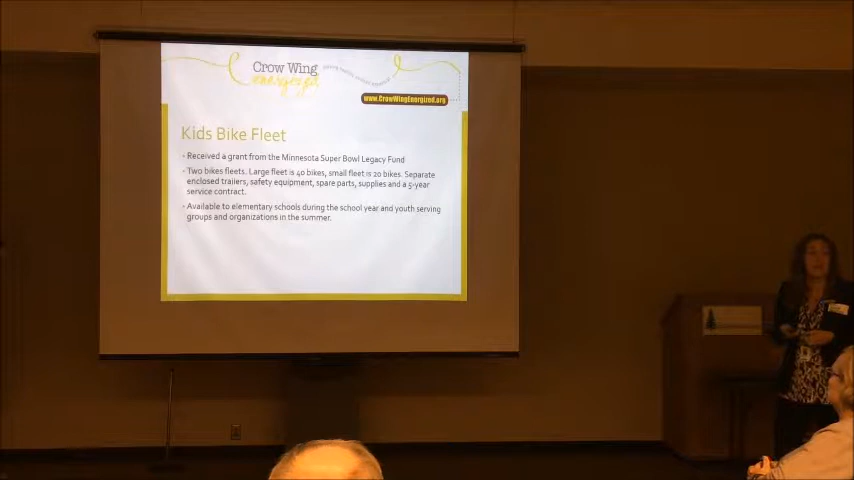 Crow Wing
energized
www.CrowWingEnergized.org
Kids Bike Fleet
- Received a grant from the Minnesota Super Bowl Legacy Fund
- Two bikes fleets. Large fleet is 40 bikes, small fleet is 20 bikes. Separate
enclosed trailers, safety equipment, spare parts, supplies and a 5-year
service contract.
- Available to elementary schools during the school year and youth serving
groups and organizations in the summer.